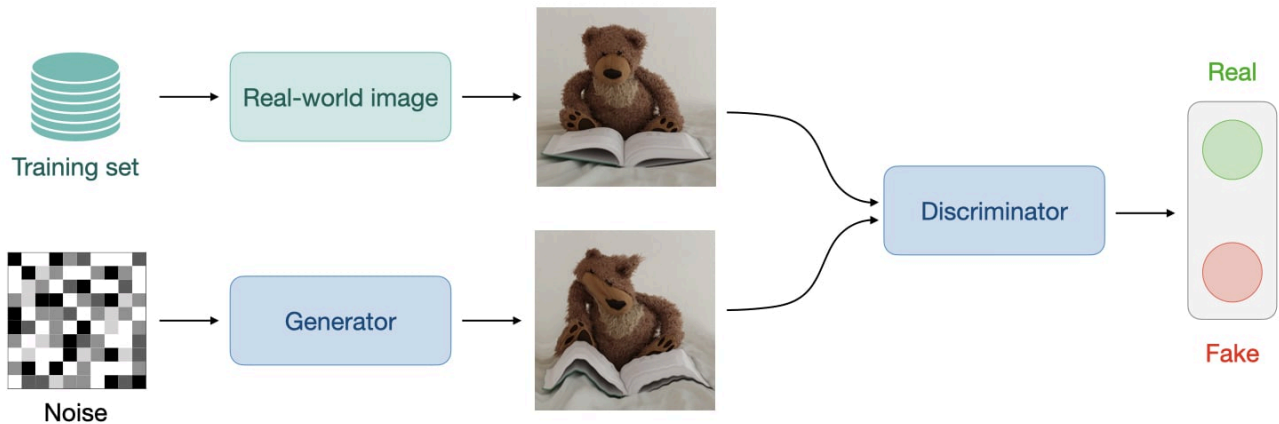 Training set
Real-world image
Noise
Generator
Discriminator
Real
Fake